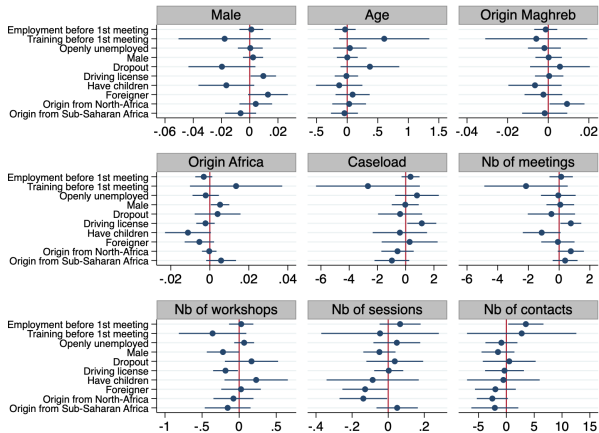 Male
Age
Origin Maghreb
Employment before 1st meeting
Training before 1st meeting
Openly unemployed
Male
Dropout
Driving license
Have children
Foreigner
Origin from North-Africa
Origin from Sub-Saharan Africa
-.06 -.04 -.02 0 .02
-.5 0 .5 1 1.5
-.04 -.02 0 .02
Origin Africa
Caseload
Nb of meetings
Employment before 1st meeting
Training before 1st meeting
Openly unemployed
Male
Dropout
Driving license
Have children
Foreigner
Origin from North-Africa
Origin from Sub-Saharan Africa
-.02 0 .02 .04
-6 -4 -2 0 2
-6 -4 -2 0 2
Nb of workshops
Nb of sessions
Nb of contacts
Employment before 1st meeting
Training before 1st meeting
Openly unemployed
Male
Dropout
Driving license
Have children
Foreigner
Origin from North-Africa
Origin from Sub-Saharan Africa
-1 -.5 0 .5
-.4 -.2 0 .2
-5 0 5 10 15